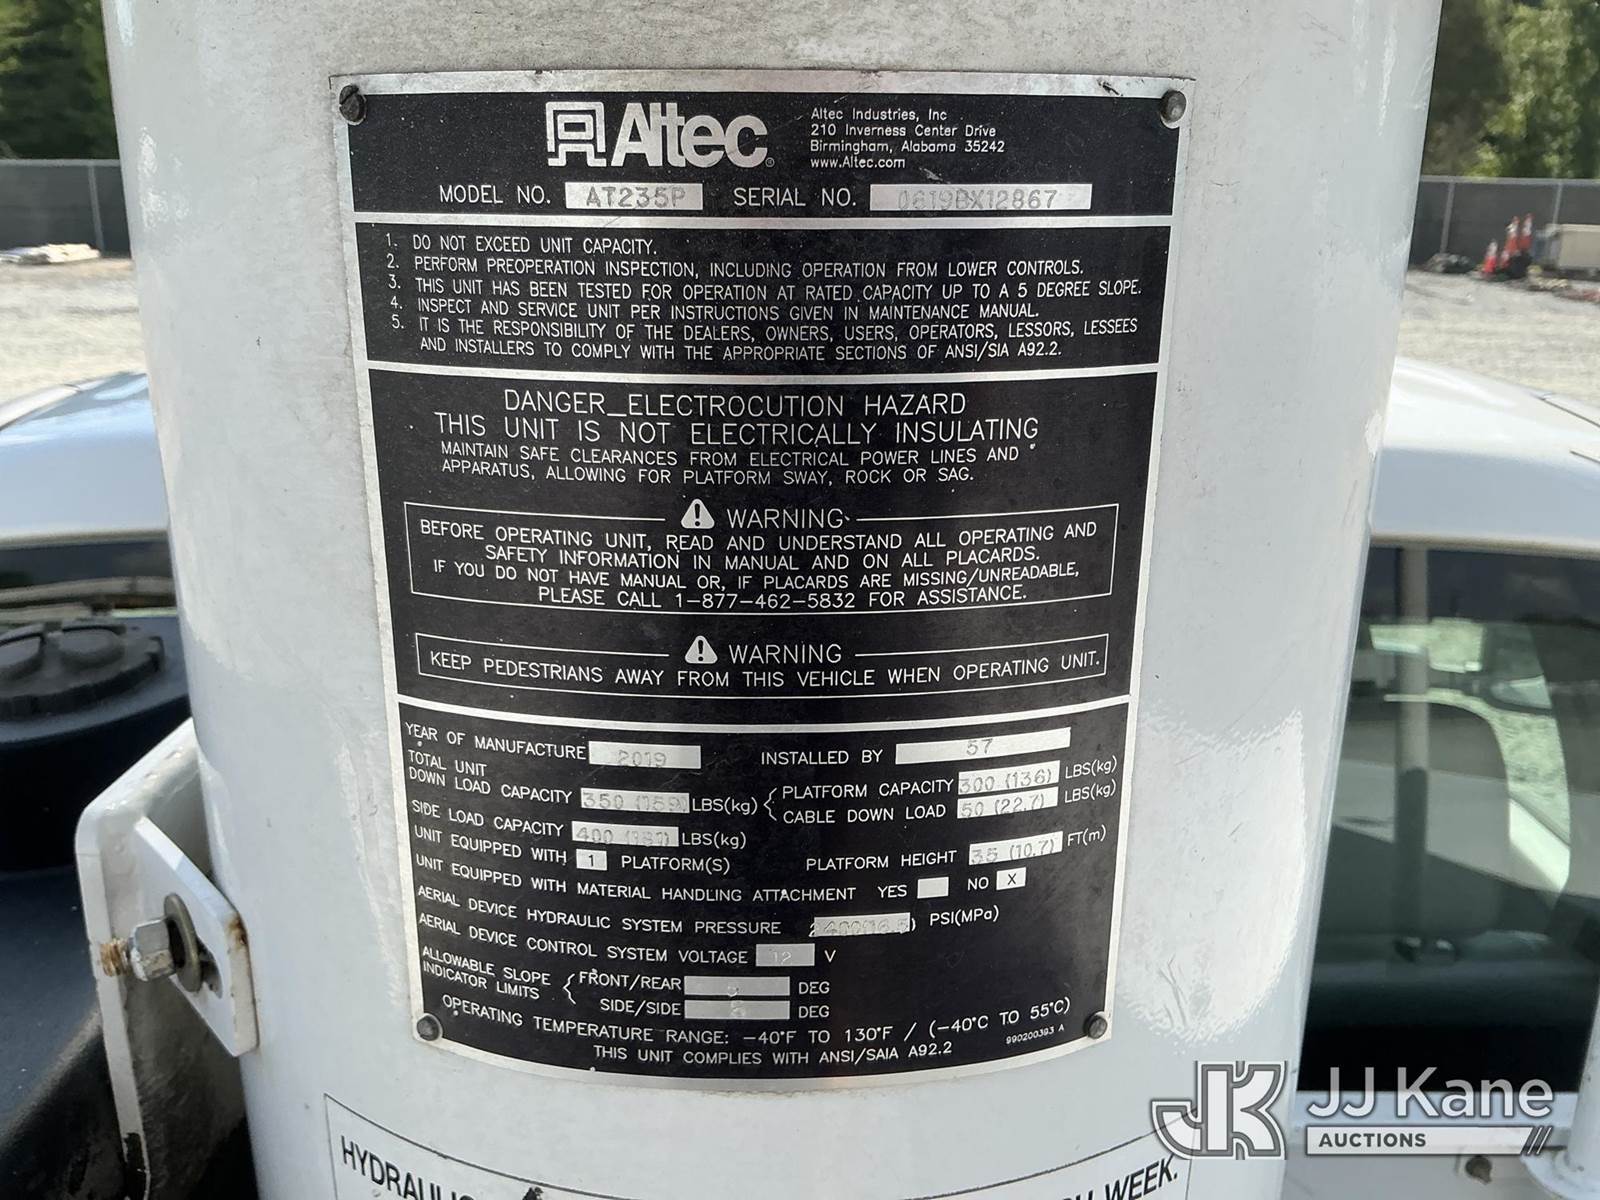 Altec
Altec Industries, Inc
210 Inverness Center Drive
Birmingham, Alabama 35242
www.Altec.com
MODEL NO. AT235P SERIAL NO. 0619BX12867
1. DO NOT EXCEED UNIT CAPACITY.
2. PERFORM PREOPERATION INSPECTION, INCLUDING OPERATION FROM LOWER CONTROLS.
3. THIS UNIT HAS BEEN TESTED FOR OPERATION AT RATED CAPACITY UP TO A 5 DEGREE SLOPE.
4. INSPECT AND SERVICE UNIT PER INSTRUCTIONS GIVEN IN MAINTENANCE MANUAL.
5. IT IS THE RESPONSIBILITY OF THE DEALERS, OWNERS, USERS, OPERATORS, LESSORS, LESSEES
AND INSTALLERS TO COMPLY WITH THE APPROPRIATE SECTIONS OF ANSI/SIA A92.2.
DANGER_ELECTROCUTION HAZARD
THIS UNIT IS NOT ELECTRICALLY INSULATING
MAINTAIN SAFE CLEARANCES FROM ELECTRICAL POWER LINES AND
APPARATUS, ALLOWING FOR PLATFORM SWAY, ROCK OR SAG.
WARNING
BEFORE OPERATING UNIT, READ AND UNDERSTAND ALL OPERATING AND
SAFETY INFORMATION IN MANUAL AND ON ALL PLACARDS.
IF YOU DO NOT HAVE MANUAL OR, IF PLACARDS ARE MISSING/UNREADABLE,
PLEASE CALL 1-877-462-5832 FOR ASSISTANCE.
WARNING
KEEP PEDESTRIANS AWAY FROM THIS VEHICLE WHEN OPERATING UNIT.
YEAR OF MANUFACTURE 2019 INSTALLED BY 57
TOTAL UNIT
DOWN LOAD CAPACITY 350 (159) LBS(kg) { PLATFORM CAPACITY 300 (136) LBS(kg)
CABLE DOWN LOAD 50 (22.7) LBS(kg)
SIDE LOAD CAPACITY 400 (181) LBS(kg)
UNIT EQUIPPED WITH 1 PLATFORM(S) PLATFORM HEIGHT 35 (10.7) FT(m)
UNIT EQUIPPED WITH MATERIAL HANDLING ATTACHMENT YES NO X
AERIAL DEVICE HYDRAULIC SYSTEM PRESSURE 2400(16.5) PSI(MPa)
AERIAL DEVICE CONTROL SYSTEM VOLTAGE 12 V
ALLOWABLE SLOPE
INDICATOR LIMITS { FRONT/REAR DEG
SIDE/SIDE DEG
OPERATING TEMPERATURE RANGE: -40°F TO 130°F / (-40°C TO 55°C)
THIS UNIT COMPLIES WITH ANSI/SAIA A92.2
990200393 A
HYDRAULIC WEEK.
JJ Kane
AUCTIONS